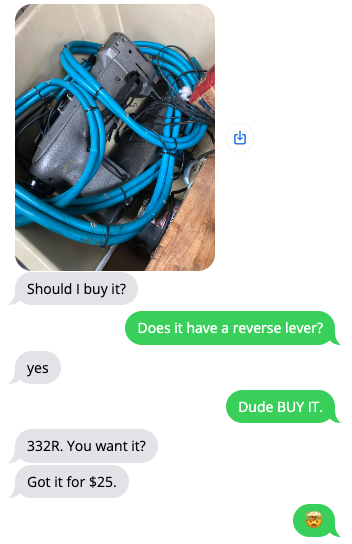 Should I buy it?
Does it have a reverse lever?
yes
Dude BUY IT.
332R. You want it?
Got it for $25.